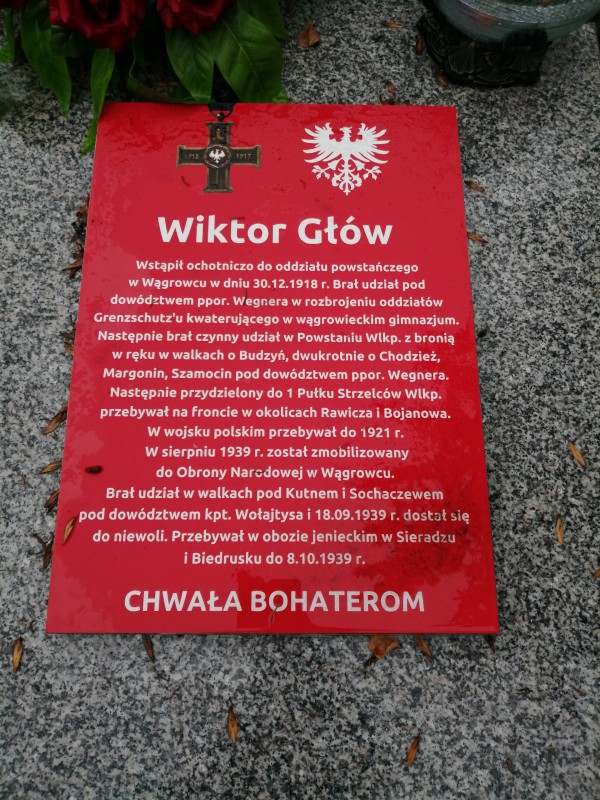 1918 1917
Wiktor Głów
Wstąpił ochotniczo do oddziału powstańczego
w Wągrowcu w dniu 30.12.1918 r. Brał udział pod
dowództwem ppor. Wegnera w rozbrojeniu oddziałów
Grenzschutz'u kwaterującego w wągrowieckim gimnazjum.
Następnie brał czynny udział w Powstaniu Wlkp. z bronią
w ręku w walkach o Budzyń, dwukrotnie o Chodzież,
Margonin, Szamocin pod dowództwem ppor. Wegnera.
Następnie przydzielony do 1 Pułku Strzelców Wlkp.
przebywał na froncie w okolicach Rawicza i Bojanowa.
W wojsku polskim przebywał do 1921 r.
W sierpniu 1939 r. został zmobilizowany
do Obrony Narodowej w Wągrowcu.
Brał udział w walkach pod Kutnem i Sochaczewem
pod dowództwem kpt. Wołajtysa i 18.09.1939 r. dostał się
do niewoli. Przebywał w obozie jenieckim w Sieradzu
i Biedrusku do 8.10.1939 r.
CHWAŁA BOHATEROM